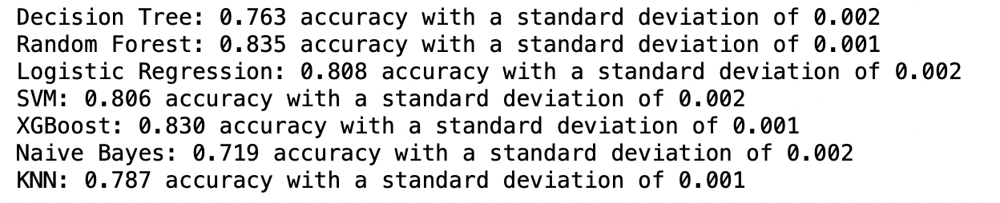 Decision Tree: 0.763 accuracy with a standard deviation of 0.002
Random Forest: 0.835 accuracy with a standard deviation of 0.001
Logistic Regression: 0.808 accuracy with a standard deviation of 0.002
SVM: 0.806 accuracy with a standard deviation of 0.002
XGBoost: 0.830 accuracy with a standard deviation of 0.001
Naive Bayes: 0.719 accuracy with a standard deviation of 0.002
KNN: 0.787 accuracy with a standard deviation of 0.001